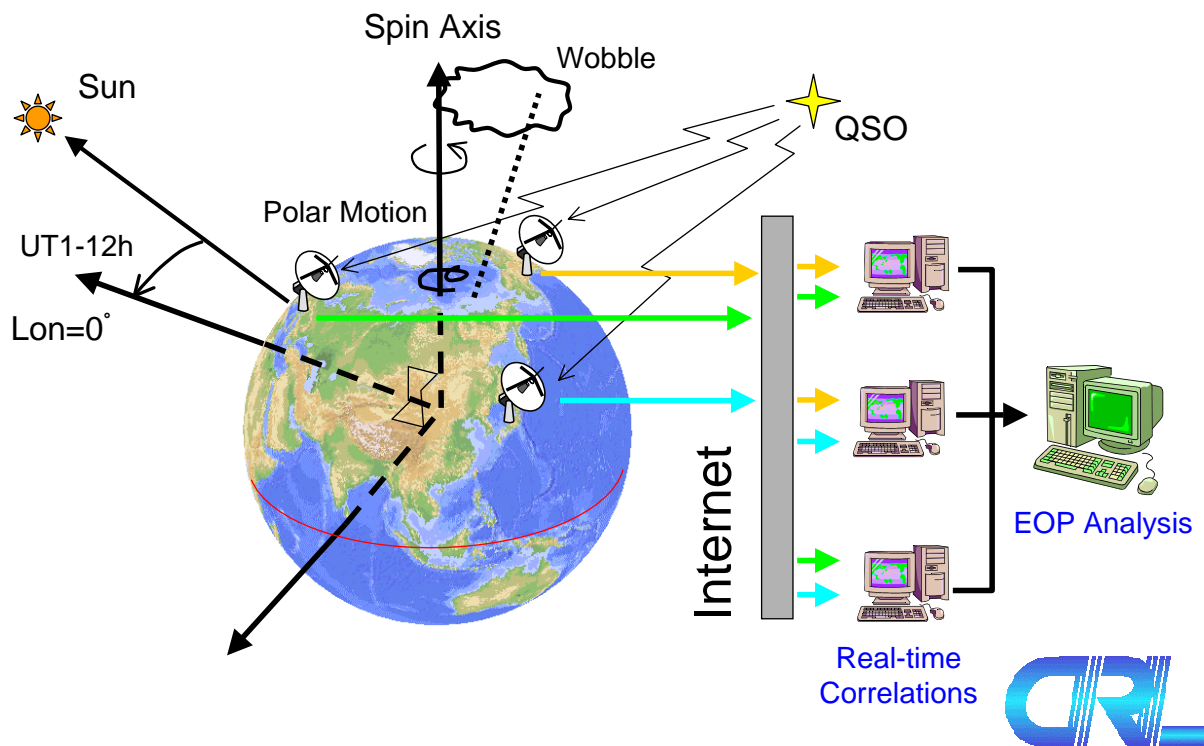 Spin Axis
Wobble
Sun
QSO
Polar Motion
UT1-12h
Lon=0°
Internet
EOP Analysis
Real-time
Correlations
CRL